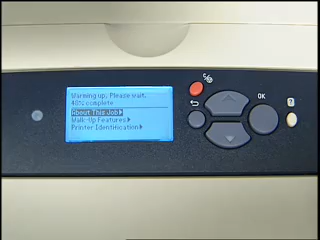 Warming up. Please wait.
40% complete
About This Job
Walk-Up Features
Printer Identification
OK
?